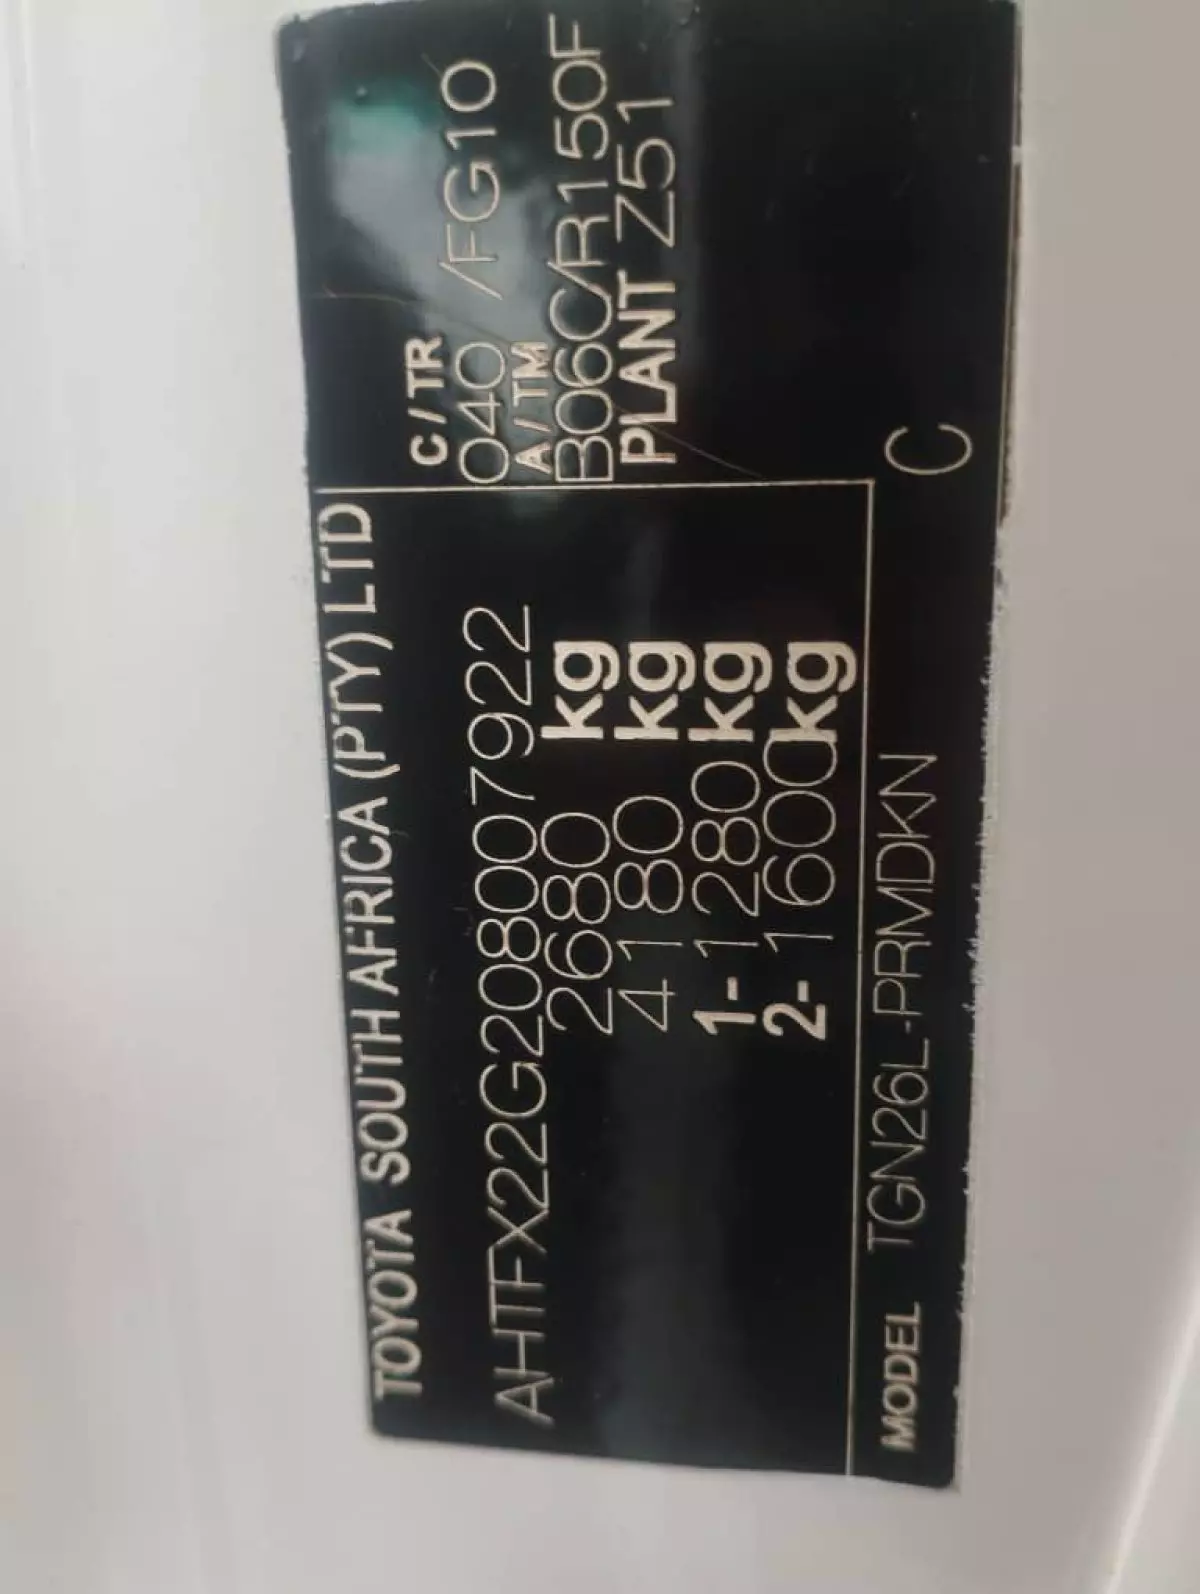 TOYOTA SOUTH AFRICA (PTY) LTD
AHTFX22G208007922
2680 kg
4180 kg
1- 1280 kg
2- 1600 kg
C/TR
040 /FG10
A/TM
B06C/R150F
PLANT Z51
MODEL TGN26L-PRMDKN C